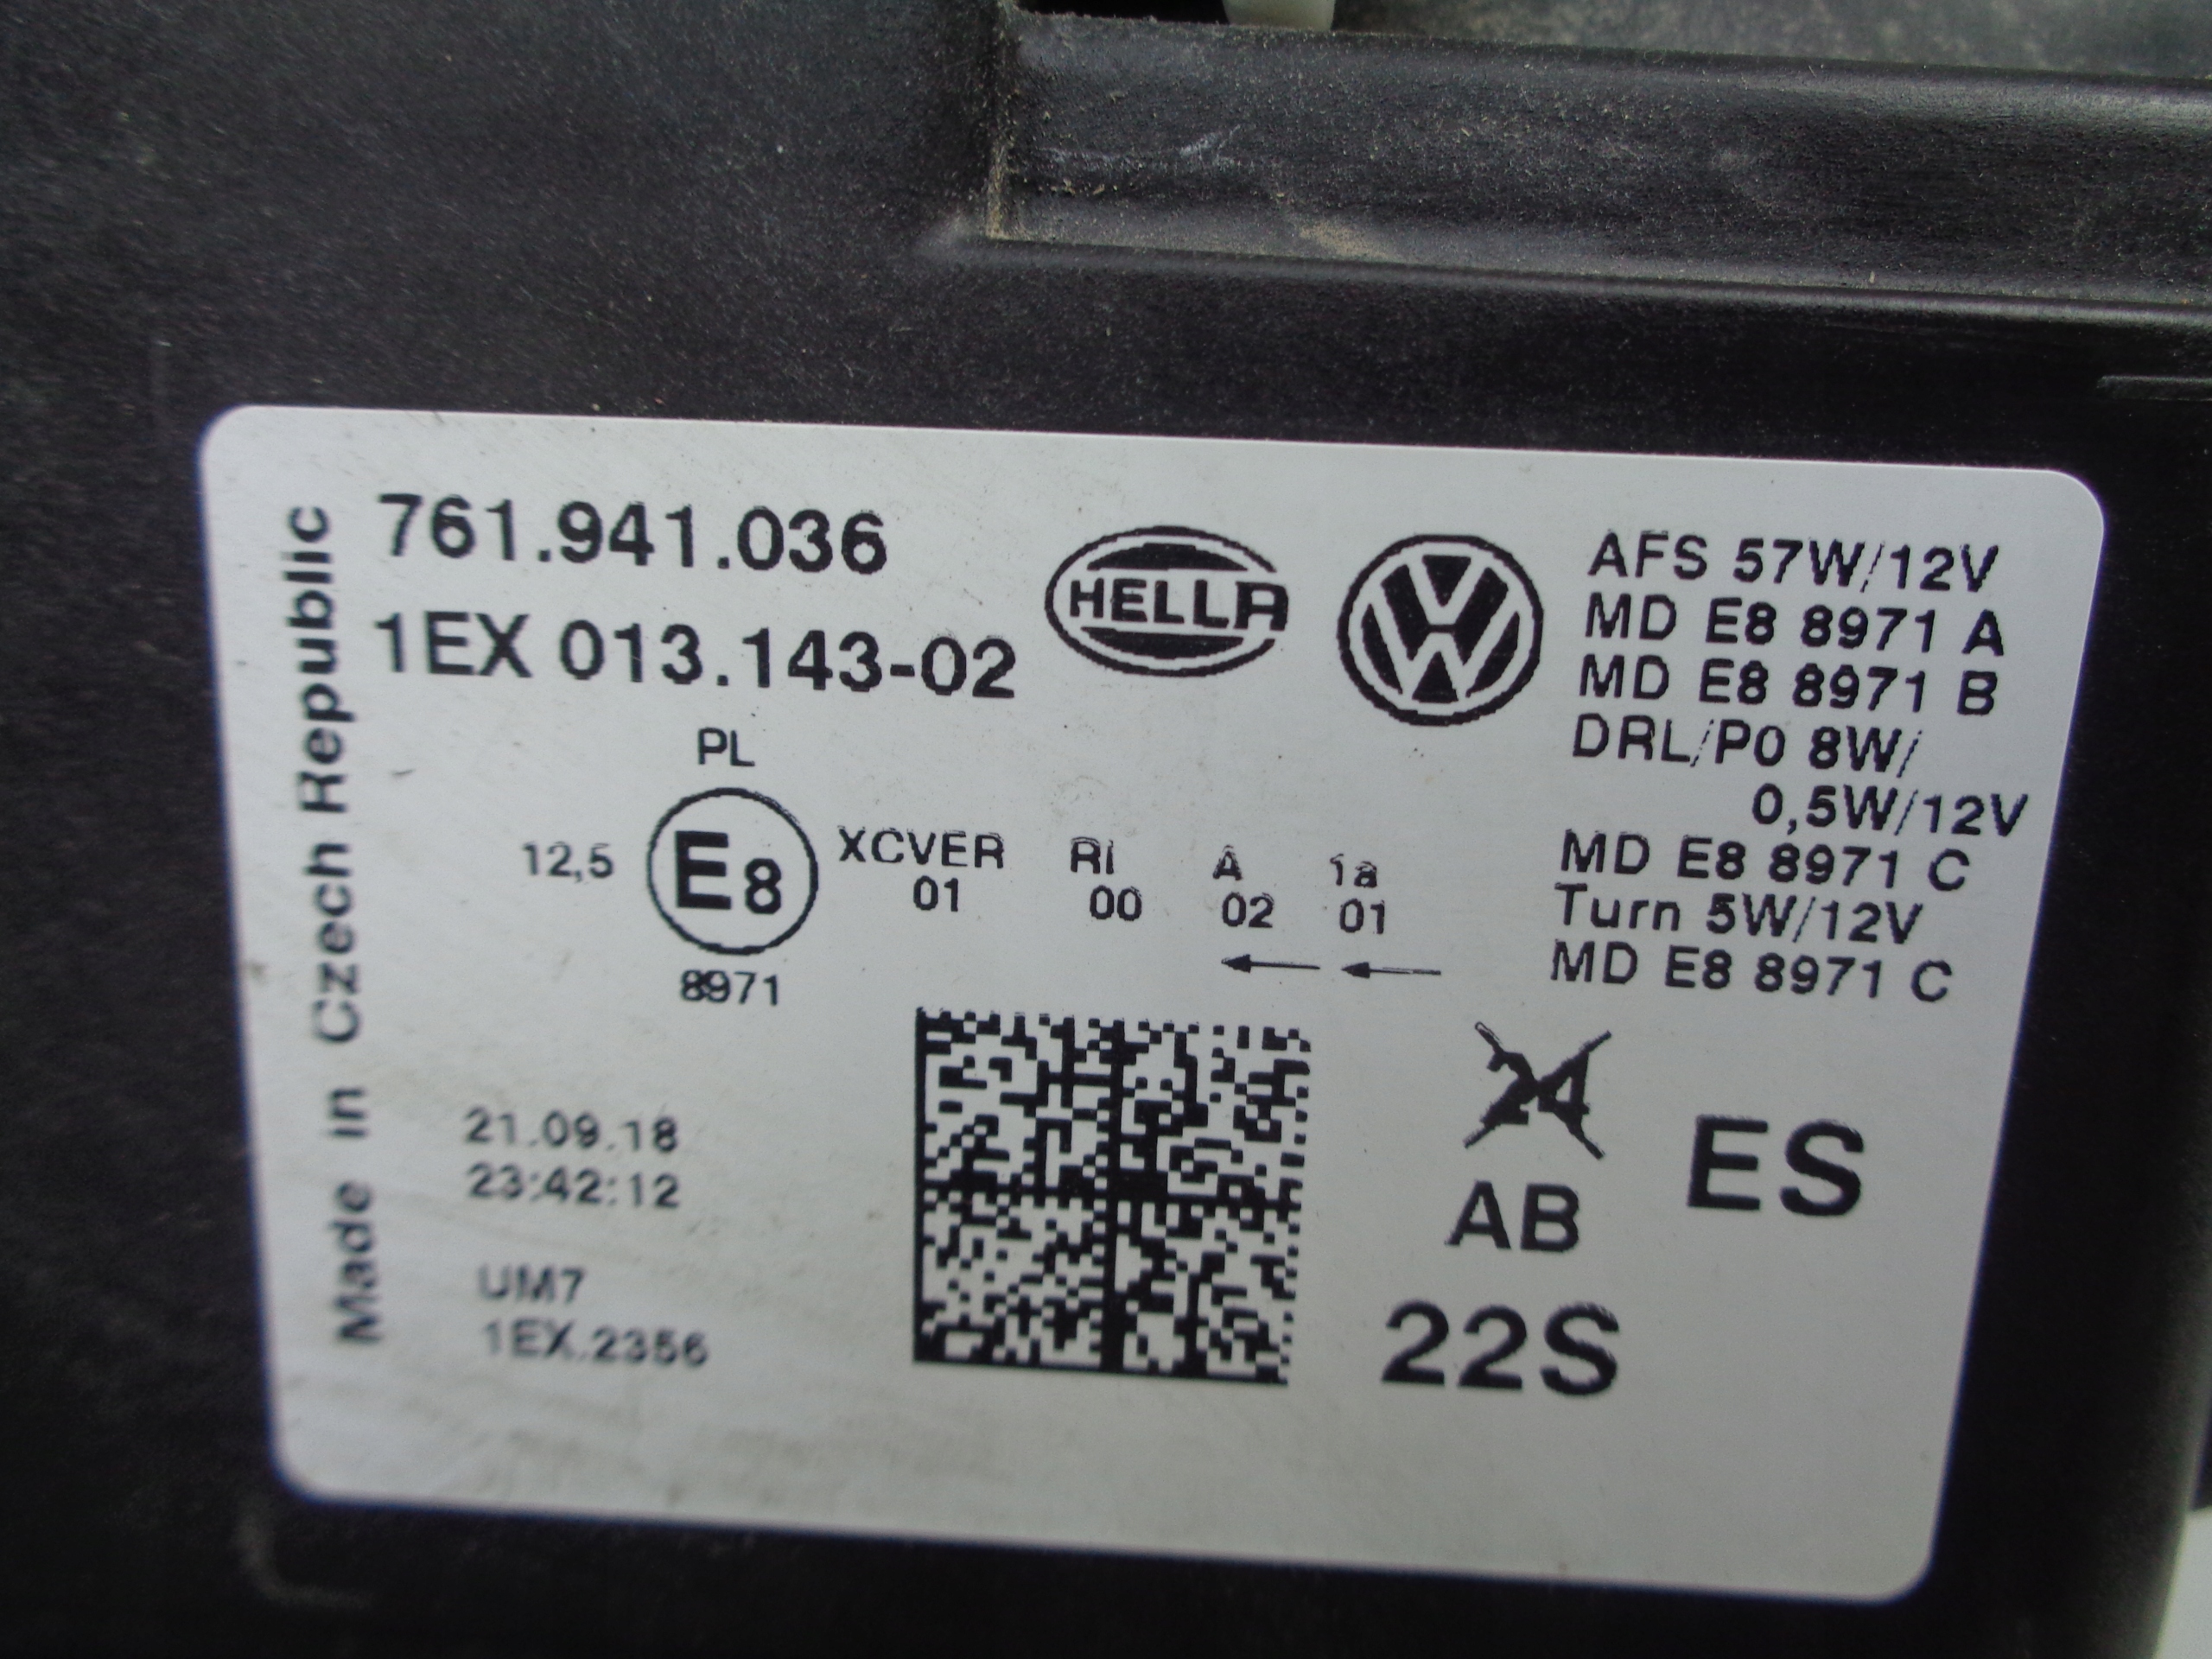 Made in Czech Republic
761.941.036
1EX 013.143-02
HELLA
VW
AFS 57W/12V
MD E8 8971 A
MD E8 8971 B
DRL/P0 8W/
0,5W/12V
MD E8 8971 C
Turn 5W/12V
MD E8 8971 C
PL
12,5 E8 XCVER RI A 1a
01 00 02 01
8971
21.09.18
23:42:12
UM7
1EX.2356
24
AB
ES
22S